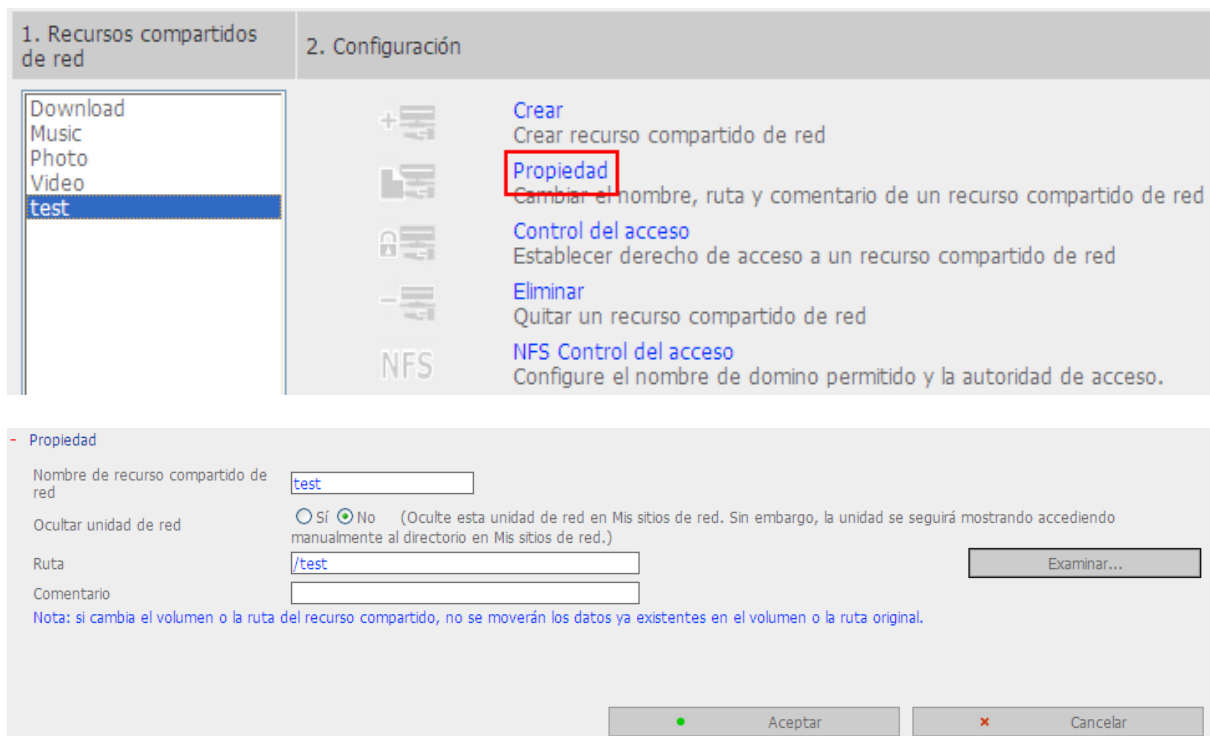 1. Recursos compartidos
de red
2. Configuración
Download
Music
Photo
Video
test
Crear
Crear recurso compartido de red
Propiedad
Cambiar el nombre, ruta y comentario de un recurso compartido de red
Control del acceso
Establecer derecho de acceso a un recurso compartido de red
Eliminar
Quitar un recurso compartido de red
NFS
NFS Control del acceso
Configure el nombre de domino permitido y la autoridad de acceso.
- Propiedad
Nombre de recurso compartido de
red
test
Ocultar unidad de red
Sí No (Oculte esta unidad de red en Mis sitios de red. Sin embargo, la unidad se seguirá mostrando accediendo
manualmente al directorio en Mis sitios de red.)
Ruta
/test
Examinar...
Comentario
Nota: si cambia el volumen o la ruta del recurso compartido, no se moverán los datos ya existentes en el volumen o la ruta original.
Aceptar
Cancelar